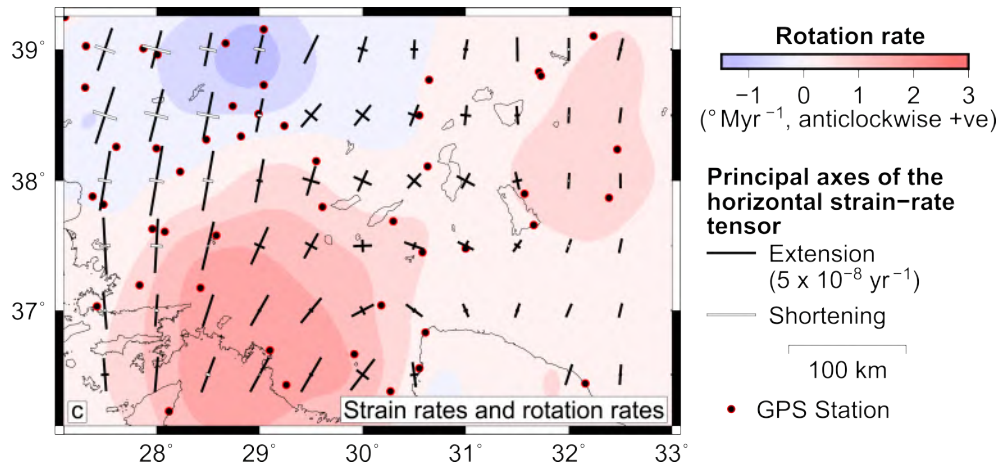 39°
38°
37°
c
Strain rates and rotation rates
28° 29° 30° 31° 32° 33°
Rotation rate
−1 0 1 2 3
(° Myr⁻¹, anticlockwise +ve)
Principal axes of the
horizontal strain−rate
tensor
Extension
(5 x 10⁻⁸ yr⁻¹)
Shortening
100 km
GPS Station